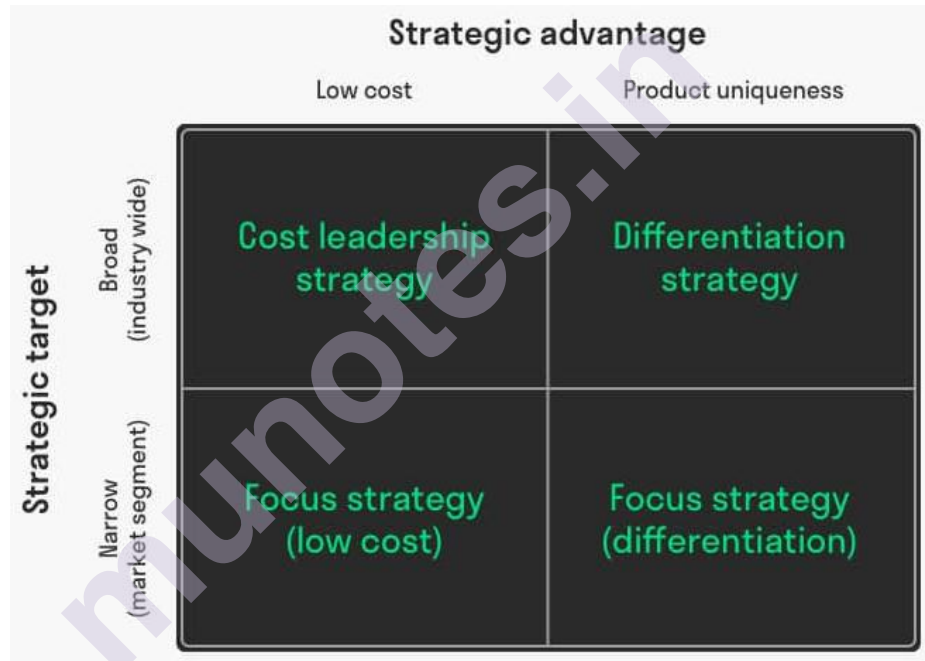 Strategic advantage
Low cost
Product uniqueness
Strategic target
Broad
(industry wide)
Cost leadership
strategy
Differentiation
strategy
Narrow
(market segment)
Focus strategy
(low cost)
Focus strategy
(differentiation)
munotes.in